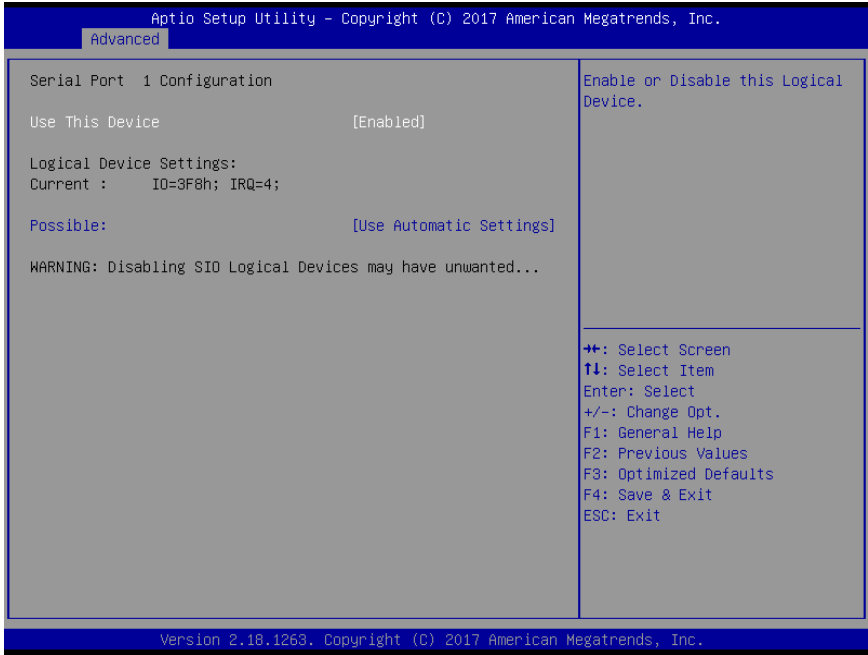 Aptio Setup Utility – Copyright (C) 2017 American Megatrends, Inc.
Advanced
Serial Port 1 Configuration
Use This Device [Enabled]
Logical Device Settings:
Current : IO=3F8h; IRQ=4;
Possible: [Use Automatic Settings]
WARNING: Disabling SIO Logical Devices may have unwanted...
Enable or Disable this Logical
Device.
→←: Select Screen
↑↓: Select Item
Enter: Select
+/-: Change Opt.
F1: General Help
F2: Previous Values
F3: Optimized Defaults
F4: Save & Exit
ESC: Exit
Version 2.18.1263. Copyright (C) 2017 American Megatrends, Inc.